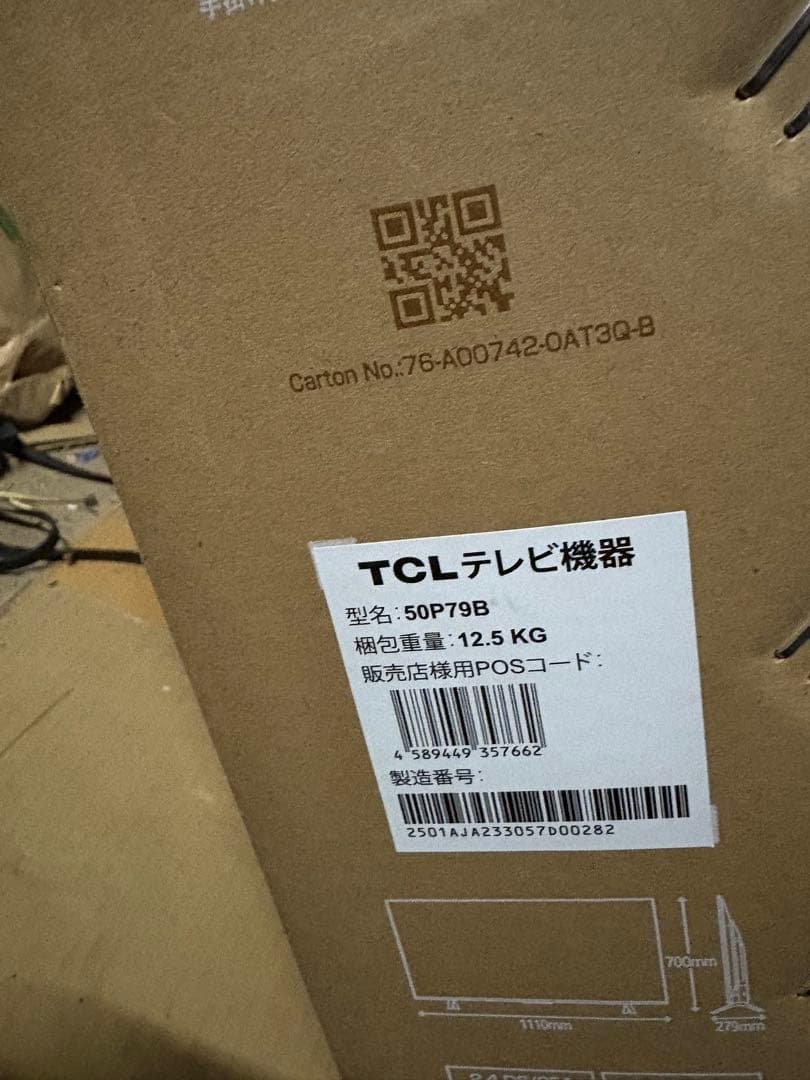 Carton No.:76-A00742-0AT3Q-B
TCLテレビ機器
型名:50P79B
梱包重量:12.5 KG
販売店様用POSコード:
4 589449 357662
製造番号:
2501AJA233057D00282
700mm
1110mm
279mm